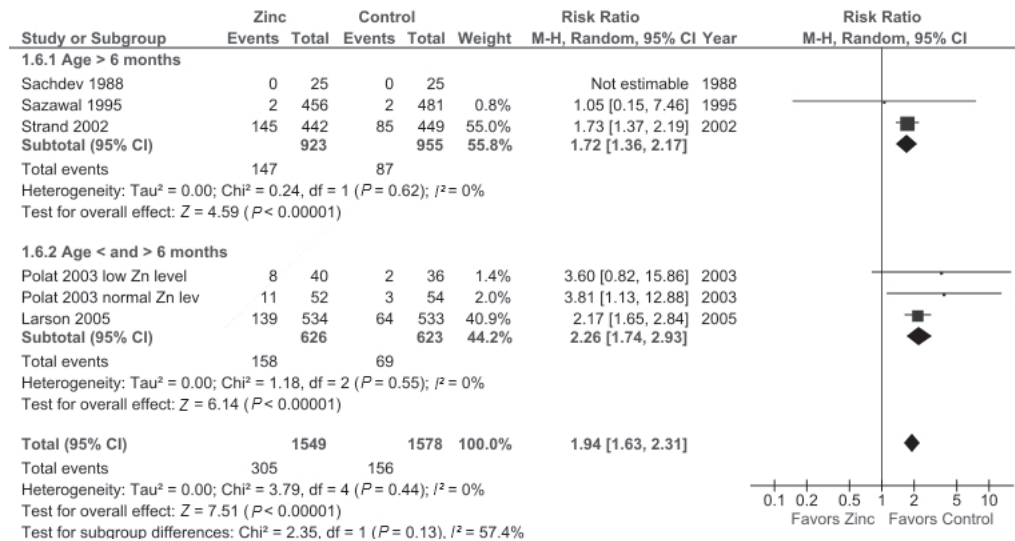 Zinc Control Risk Ratio Risk Ratio
Study or Subgroup Events Total Events Total Weight M-H, Random, 95% CI Year M-H, Random, 95% CI
1.6.1 Age > 6 months
Sachdev 1988 0 25 0 25 Not estimable 1988
Sazawal 1995 2 456 2 481 0.8% 1.05 [0.15, 7.46] 1995
Strand 2002 145 442 85 449 55.0% 1.73 [1.37, 2.19] 2002
Subtotal (95% CI) 923 955 55.8% 1.72 [1.36, 2.17]
Total events 147 87
Heterogeneity: Tau² = 0.00; Chi² = 0.24, df = 1 (P = 0.62); I² = 0%
Test for overall effect: Z = 4.59 (P < 0.00001)
1.6.2 Age < and > 6 months
Polat 2003 low Zn level 8 40 2 36 1.4% 3.60 [0.82, 15.86] 2003
Polat 2003 normal Zn lev 11 52 3 54 2.0% 3.81 [1.13, 12.88] 2003
Larson 2005 139 534 64 533 40.9% 2.17 [1.65, 2.84] 2005
Subtotal (95% CI) 626 623 44.2% 2.26 [1.74, 2.93]
Total events 158 69
Heterogeneity: Tau² = 0.00; Chi² = 1.18, df = 2 (P = 0.55); I² = 0%
Test for overall effect: Z = 6.14 (P < 0.00001)
Total (95% CI) 1549 1578 100.0% 1.94 [1.63, 2.31]
Total events 305 156
Heterogeneity: Tau² = 0.00; Chi² = 3.79, df = 4 (P = 0.44); I² = 0%
Test for overall effect: Z = 7.51 (P < 0.00001)
Test for subgroup differences: Chi² = 2.35, df = 1 (P = 0.13), I² = 57.4%
0.1 0.2 0.5 1 2 5 10
Favors Zinc Favors Control